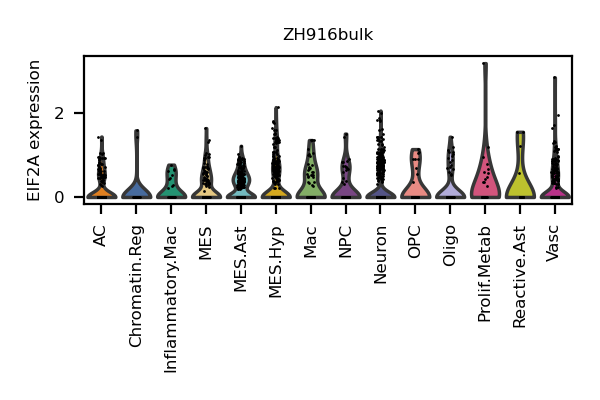 ZH916bulk
EIF2A expression
2
0
AC
Chromatin.Reg
Inflammatory.Mac
MES
MES.Ast
MES.Hyp
Mac
NPC
Neuron
OPC
Oligo
Prolif.Metab
Reactive.Ast
Vasc